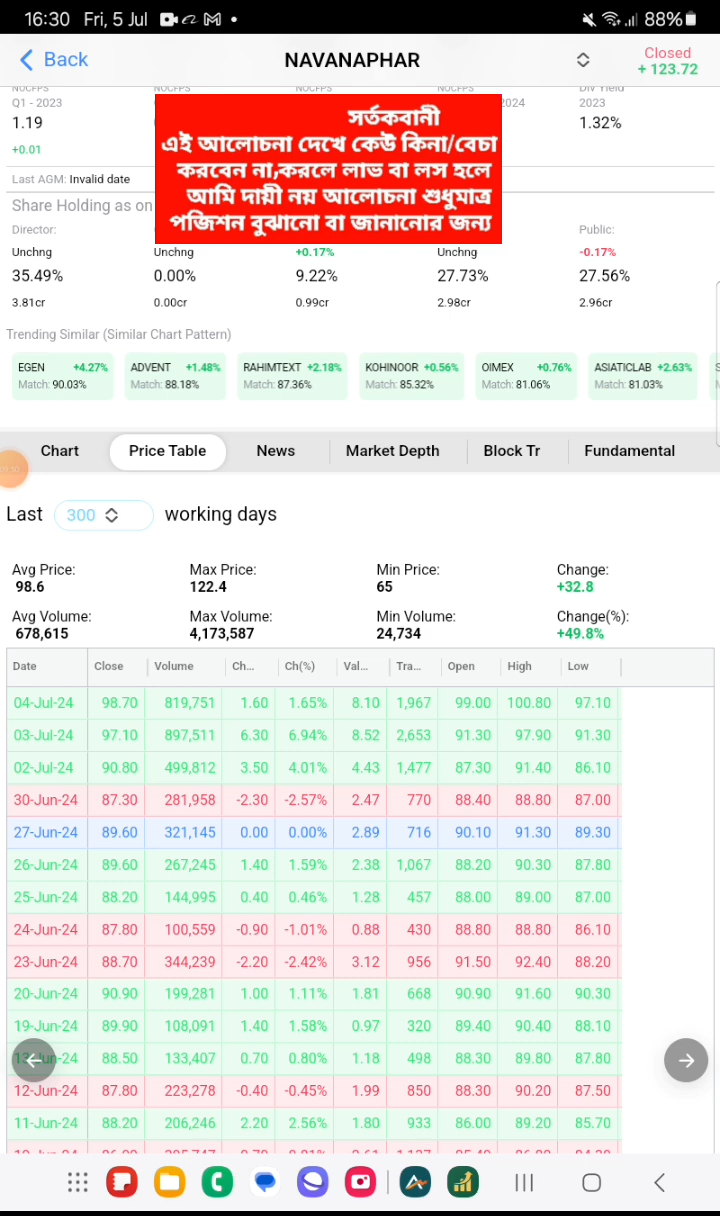 16:30 Fri, 5 Jul 88%
Back NAVANAPHAR Closed
+ 123.72
NOCFPS NOCFPS NOCFPS NOCFPS Div Yield
Q1 - 2023 2024 2023
1.19 1.32%
+0.01
সর্তকবানী
এই আলোচনা দেখে কেউ কিনা/বেচা
করবেন না,করলে লাভ বা লস হলে
আমি দায়ী নয় আলোচনা শুধুমাত্র
পজিশন বুঝানো বা জানানোর জন্য
Last AGM: Invalid date
Share Holding as on
Director: Public:
Unchng Unchng +0.17% Unchng -0.17%
35.49% 0.00% 9.22% 27.73% 27.56%
3.81cr 0.00cr 0.99cr 2.98cr 2.96cr
Trending Similar (Similar Chart Pattern)
EGEN +4.27% ADVENT +1.48% RAHIMTEXT +2.18% KOHINOOR +0.56% OIMEX +0.76% ASIATICLAB +2.63% S
Match: 90.03% Match: 88.18% Match: 87.36% Match: 85.32% Match: 81.06% Match: 81.03%
Chart Price Table News Market Depth Block Tr Fundamental
Last 300 working days
Avg Price: Max Price: Min Price: Change:
98.6 122.4 65 +32.8
Avg Volume: Max Volume: Min Volume: Change(%):
678,615 4,173,587 24,734 +49.8%
Date Close Volume Ch... Ch(%) Val... Tra... Open High Low
04-Jul-24 98.70 819,751 1.60 1.65% 8.10 1,967 99.00 100.80 97.10
03-Jul-24 97.10 897,511 6.30 6.94% 8.52 2,653 91.30 97.90 91.30
02-Jul-24 90.80 499,812 3.50 4.01% 4.43 1,477 87.30 91.40 86.10
30-Jun-24 87.30 281,958 -2.30 -2.57% 2.47 770 88.40 88.80 87.00
27-Jun-24 89.60 321,145 0.00 0.00% 2.89 716 90.10 91.30 89.30
26-Jun-24 89.60 267,245 1.40 1.59% 2.38 1,067 88.20 90.30 87.80
25-Jun-24 88.20 144,995 0.40 0.46% 1.28 457 88.00 89.00 87.00
24-Jun-24 87.80 100,559 -0.90 -1.01% 0.88 430 88.80 88.80 86.10
23-Jun-24 88.70 344,239 -2.20 -2.42% 3.12 956 91.50 92.40 88.20
20-Jun-24 90.90 199,281 1.00 1.11% 1.81 668 90.90 91.60 90.30
19-Jun-24 89.90 108,091 1.40 1.58% 0.97 320 89.40 90.40 88.10
13-Jun-24 88.50 133,407 0.70 0.80% 1.18 498 88.30 89.80 87.80
12-Jun-24 87.80 223,278 -0.40 -0.45% 1.99 850 88.30 90.20 87.50
11-Jun-24 88.20 206,246 2.20 2.56% 1.80 933 86.00 89.20 85.70